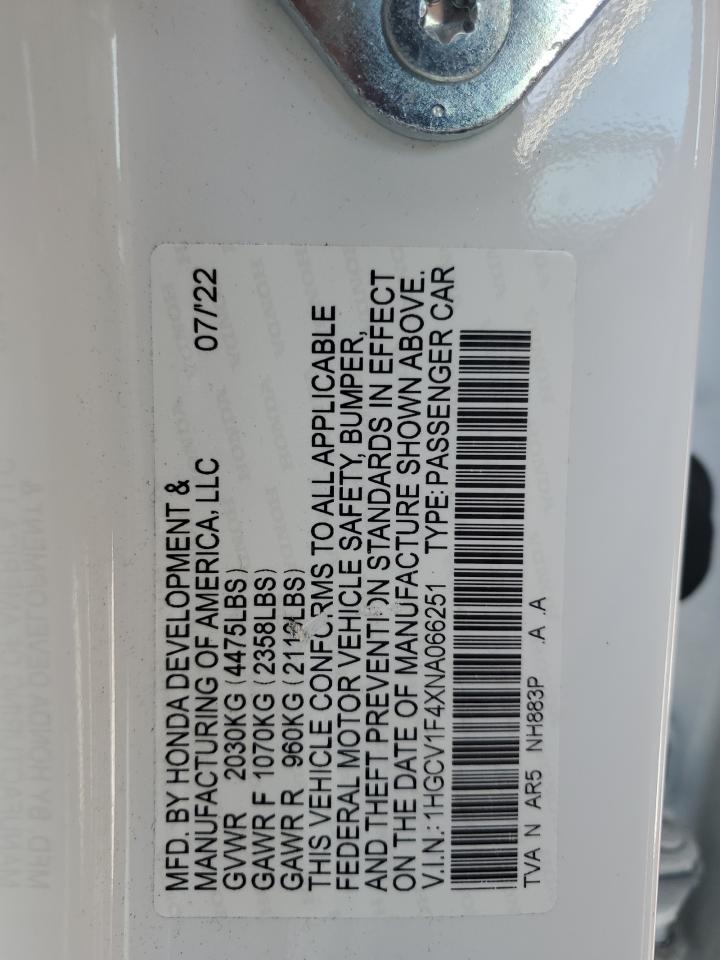 MFD. BY HONDA DEVELOPMENT &
MANUFACTURING OF AMERICA, LLC 07/'22
GVWR 2030KG (4475LBS)
GAWR F 1070KG (2358LBS)
GAWR R 960KG
THIS VEHICLE CONFORMS TO ALL APPLICABLE
FEDERAL MOTOR VEHICLE SAFETY, BUMPER,
AND THEFT PREVENTION STANDARDS IN EFFECT
ON THE DATE OF MANUFACTURE SHOWN ABOVE.
V.I.N.: 1HGCV1F4XNA066251 TYPE: PASSENGER CAR
TVA N AR5 NH883P .A .A